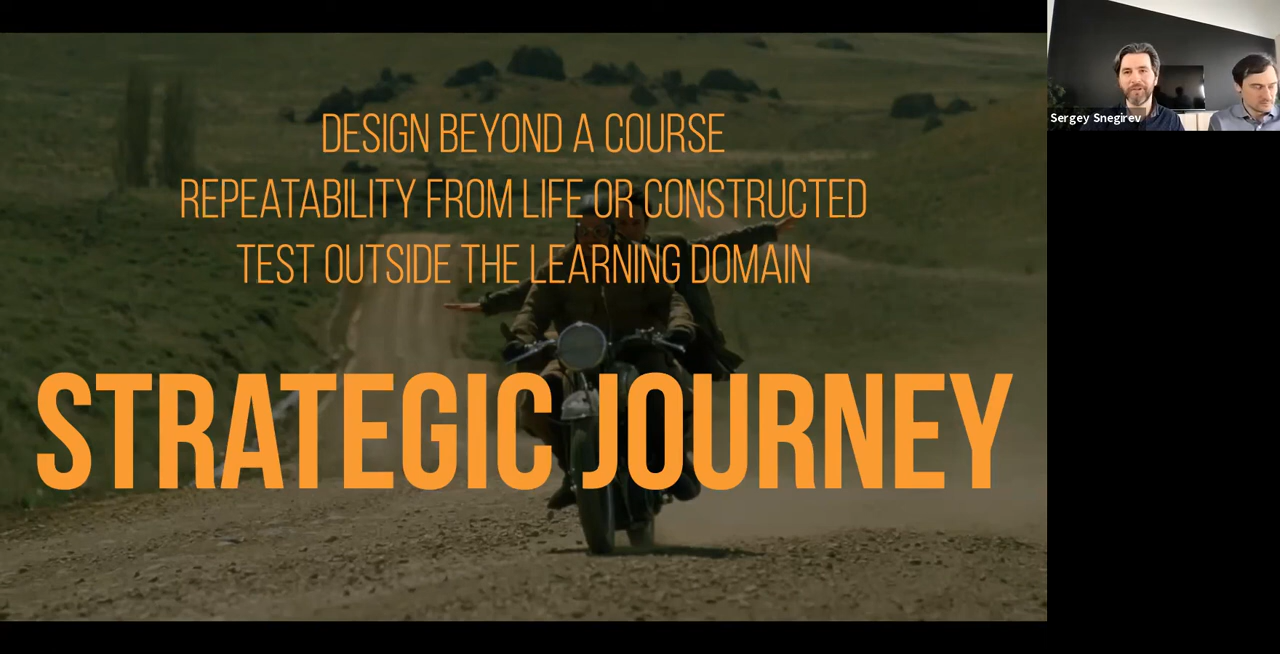 DESIGN BEYOND A COURSE
REPEATABILITY FROM LIFE OR CONSTRUCTED
TEST OUTSIDE THE LEARNING DOMAIN
STRATEGIC JOURNEY
Sergey Snegirev